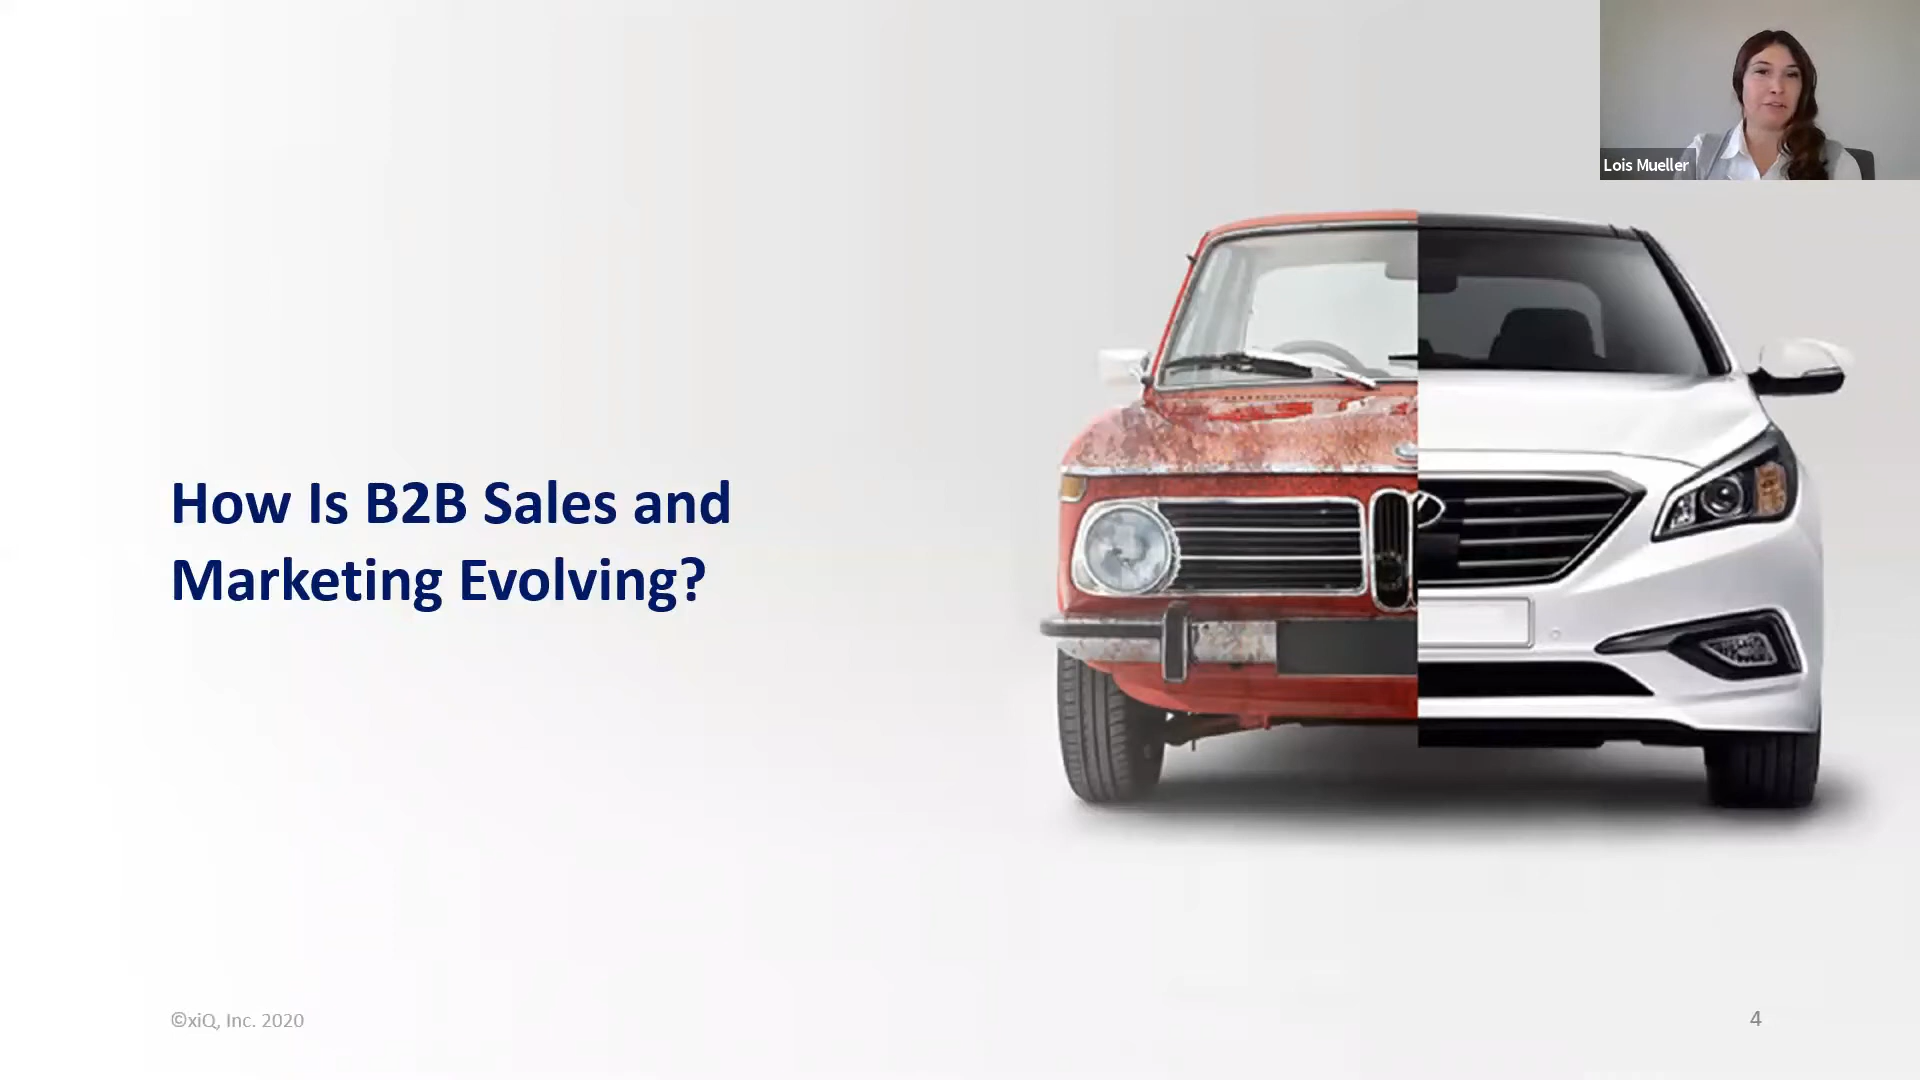 Lois Mueller
How Is B2B Sales and
Marketing Evolving?
©xiQ, Inc. 2020
4